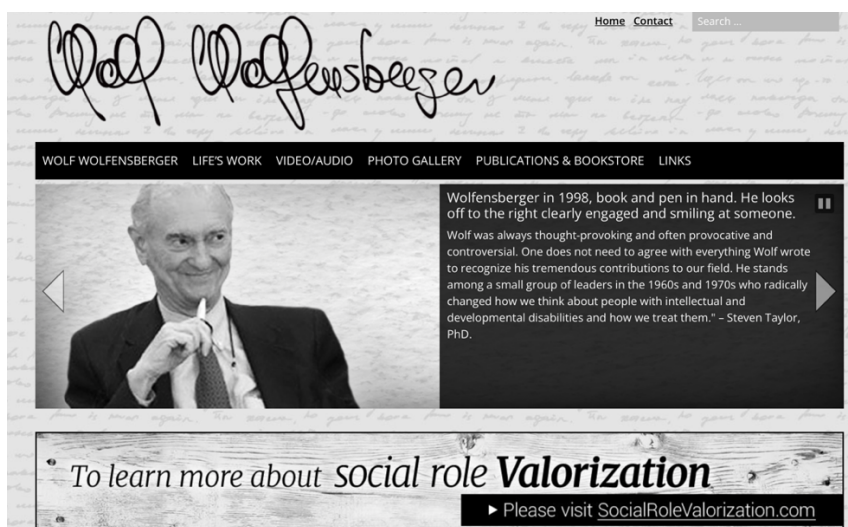 Home Contact Search ...
Wolf Wolfensberger
WOLF WOLFENSBERGER LIFE'S WORK VIDEO/AUDIO PHOTO GALLERY PUBLICATIONS & BOOKSTORE LINKS
Wolfensberger in 1998, book and pen in hand. He looks
off to the right clearly engaged and smiling at someone.
Wolf was always thought-provoking and often provocative and
controversial. One does not need to agree with everything Wolf wrote
to recognize his tremendous contributions to our field. He stands
among a small group of leaders in the 1960s and 1970s who radically
changed how we think about people with intellectual and
developmental disabilities and how we treat them." – Steven Taylor,
PhD.
To learn more about social role Valorization
Please visit SocialRoleValorization.com